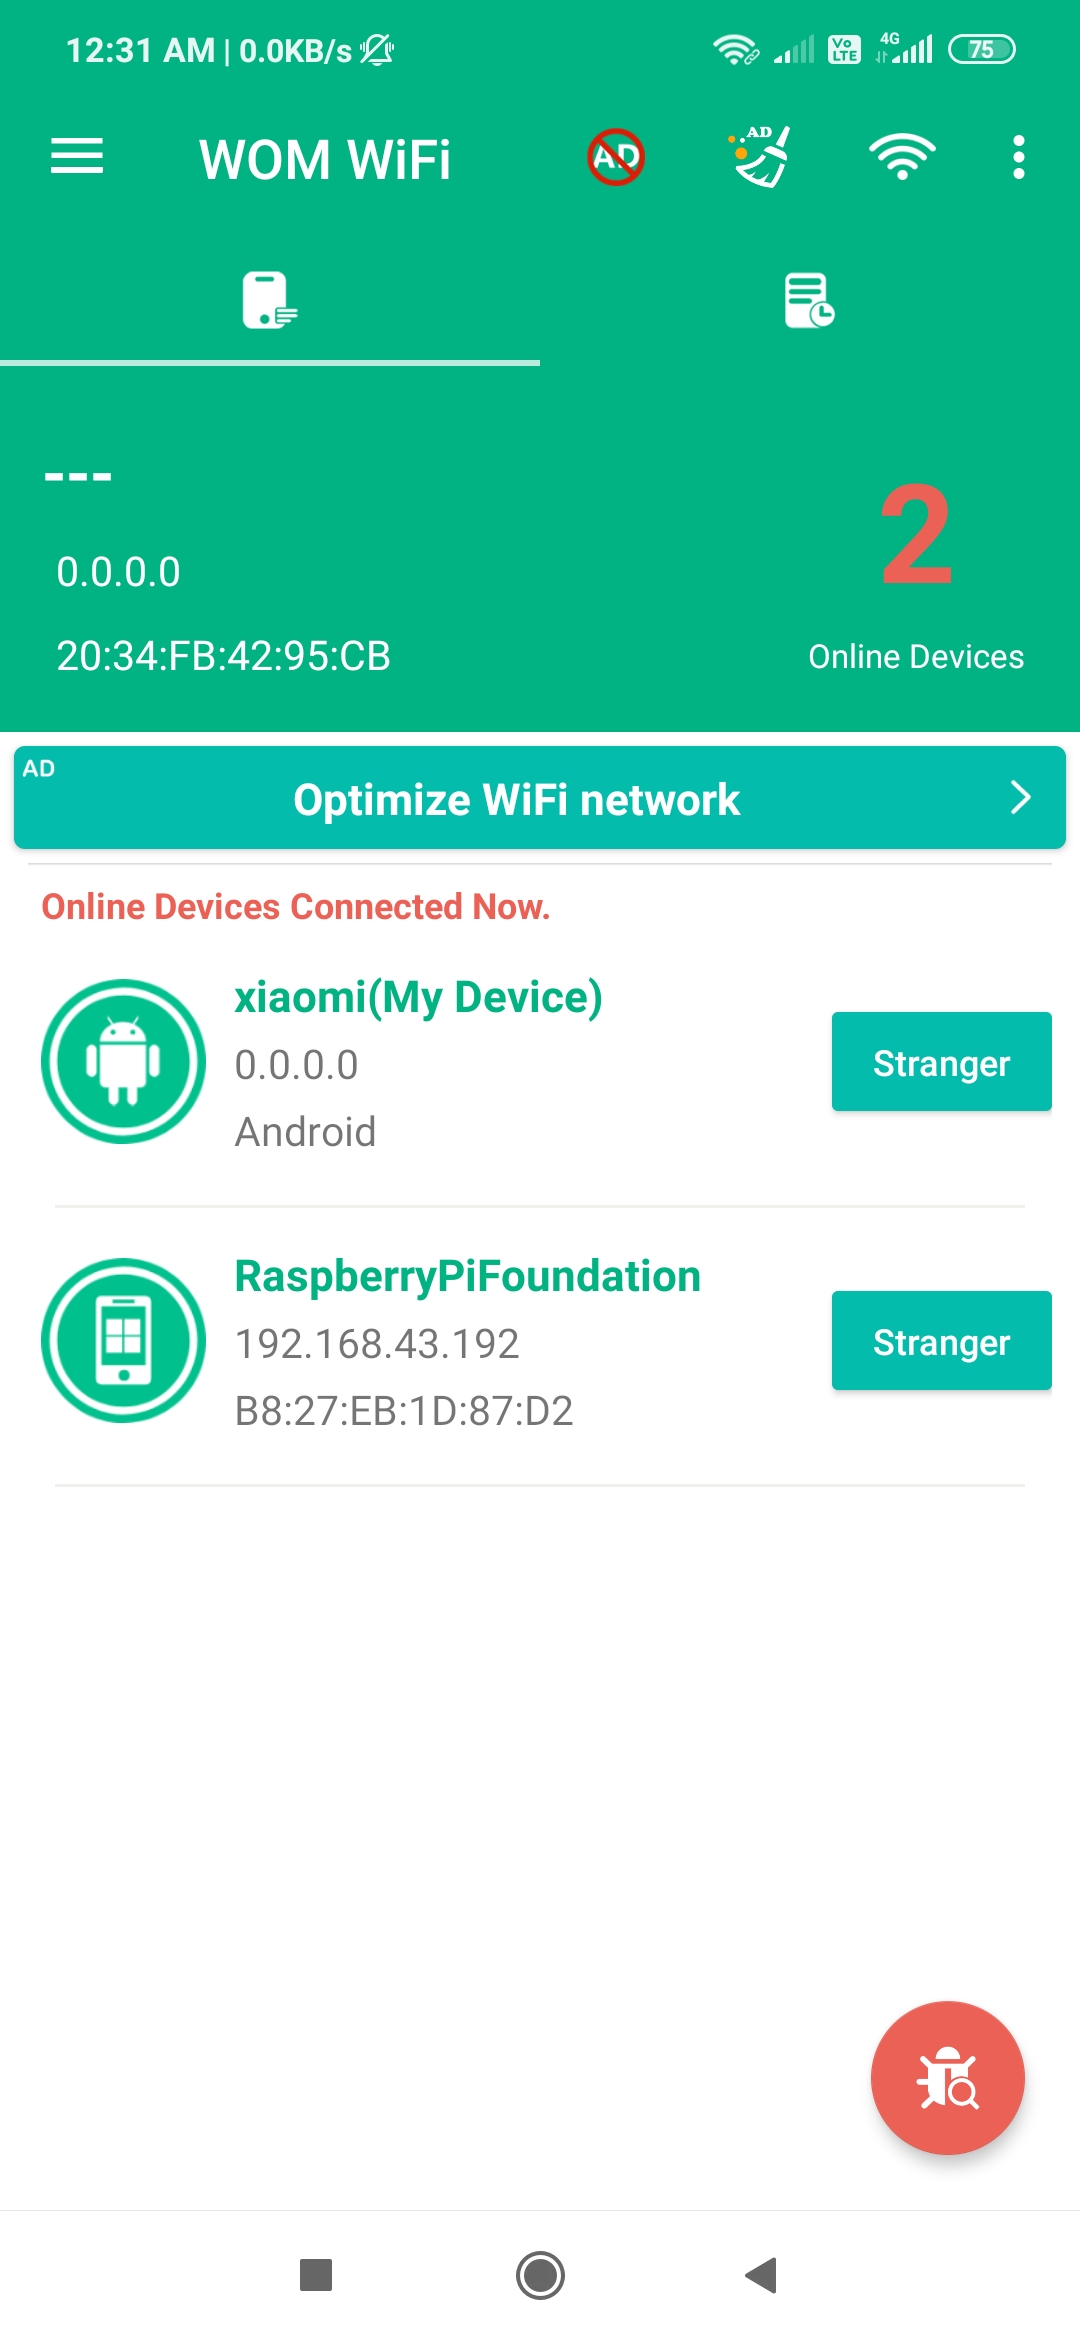 12:31 AM | 0.0KB/s
Vo LTE 4G 75
WOM WiFi
AD
AD
---
0.0.0.0
20:34:FB:42:95:CB
2
Online Devices
AD
Optimize WiFi network
Online Devices Connected Now.
xiaomi(My Device)
0.0.0.0
Android
Stranger
RaspberryPiFoundation
192.168.43.192
B8:27:EB:1D:87:D2
Stranger